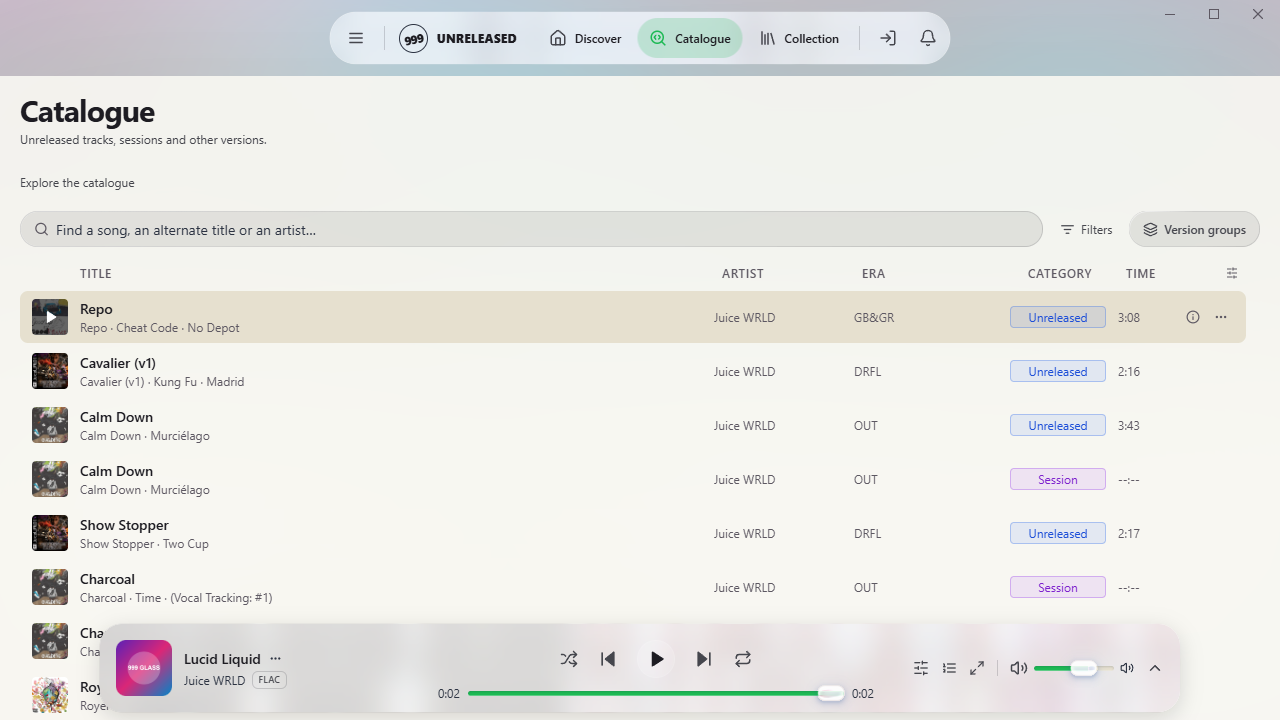 999 UNRELEASED Discover Catalogue Collection
Catalogue
Unreleased tracks, sessions and other versions.
Explore the catalogue
Find a song, an alternate title or an artist... Filters Version groups
TITLE ARTIST ERA CATEGORY TIME
Repo
Repo · Cheat Code · No Depot
Juice WRLD GB&GR Unreleased 3:08
Cavalier (v1)
Cavalier (v1) · Kung Fu · Madrid
Juice WRLD DRFL Unreleased 2:16
Calm Down
Calm Down · Murciélago
Juice WRLD OUT Unreleased 3:43
Calm Down
Calm Down · Murciélago
Juice WRLD OUT Session --:--
Show Stopper
Show Stopper · Two Cup
Juice WRLD DRFL Unreleased 2:17
Charcoal
Charcoal · Time · (Vocal Tracking: #1)
Juice WRLD OUT Session --:--
999 GLASS
Lucid Liquid
Juice WRLD FLAC
0:02 0:02